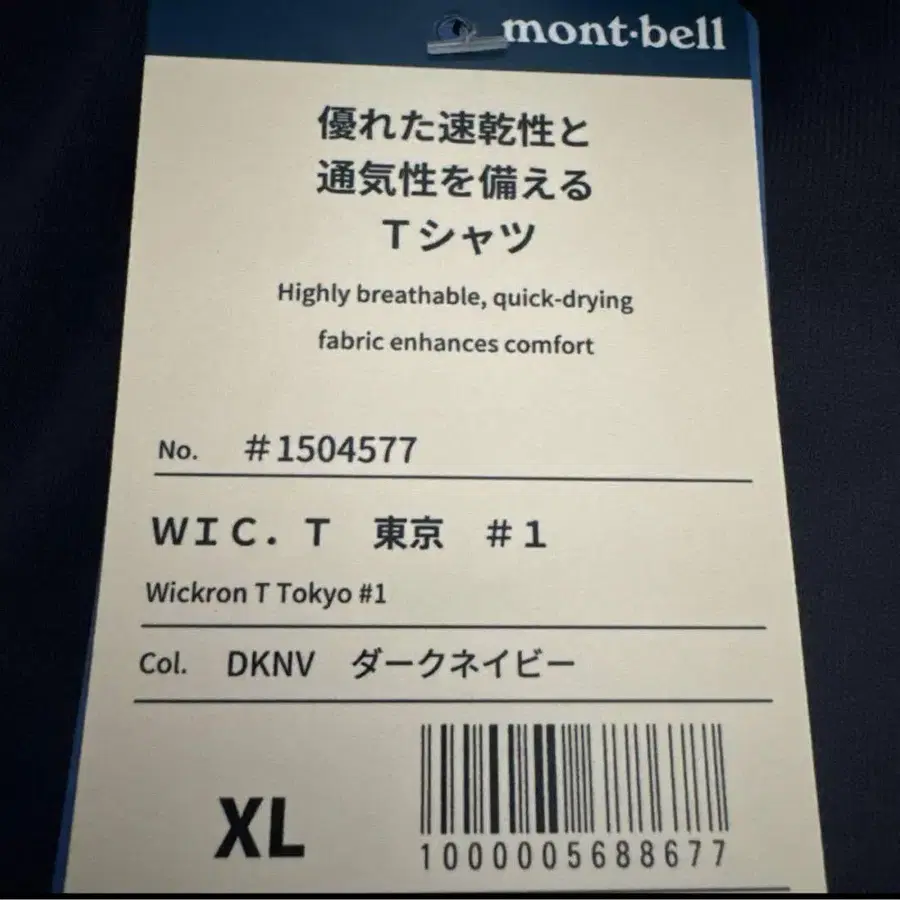 mont·bell
優れた速乾性と
通気性を備える
Tシャツ
Highly breathable, quick-drying
fabric enhances comfort
No. #1504577
WIC. T 東京 #1
Wickron T Tokyo #1
Col. DKNV ダークネイビー
XL
1000005688677